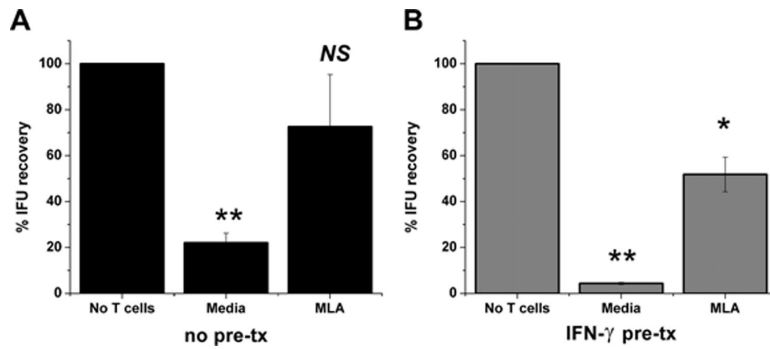 A
% IFU recovery
100
80
60
40
20
0
**
NS
No T cells Media MLA
no pre-tx
B
% IFU recovery
100
80
60
40
20
0
**
*
No T cells Media MLA
IFN-γ pre-tx